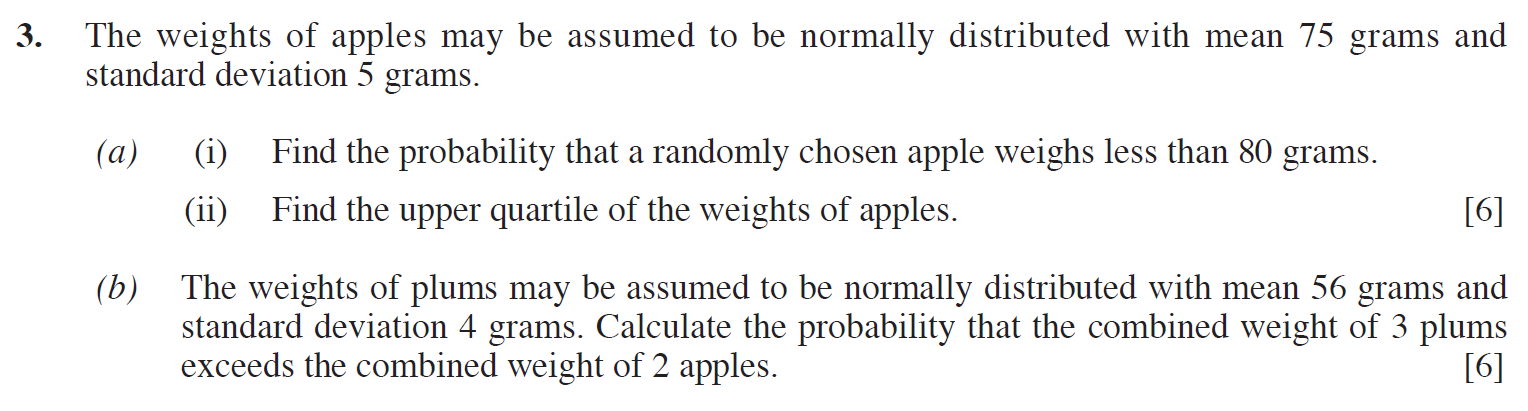 3. The weights of apples may be assumed to be normally distributed with mean 75 grams and
standard deviation 5 grams.
(a) (i) Find the probability that a randomly chosen apple weighs less than 80 grams.
(ii) Find the upper quartile of the weights of apples. [6]
(b) The weights of plums may be assumed to be normally distributed with mean 56 grams and
standard deviation 4 grams. Calculate the probability that the combined weight of 3 plums
exceeds the combined weight of 2 apples. [6]